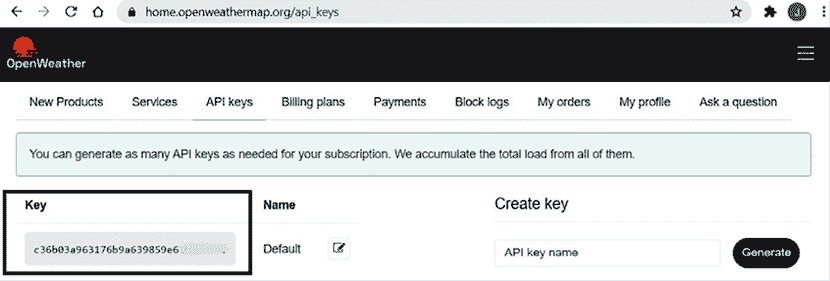 home.openweathermap.org/api_keys
OpenWeather
New Products Services API keys Billing plans Payments Block logs My orders My profile Ask a question
You can generate as many API keys as needed for your subscription. We accumulate the total load from all of them.
Key Name Create key
c36b03a963176b9a639859e6 Default API key name Generate